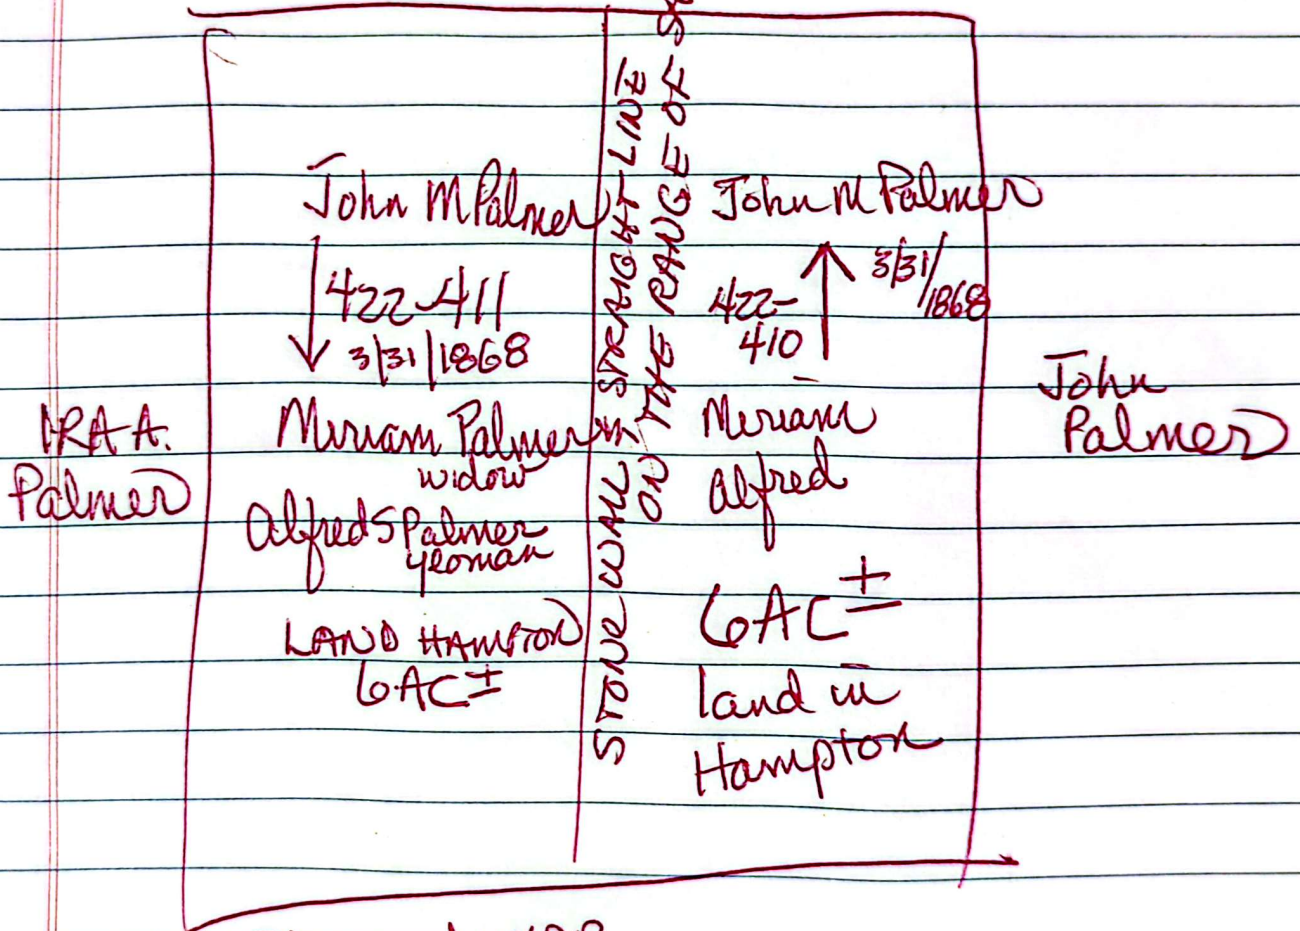 John M Palmer
422-411
3/31/1868
Miriam Palmer
widow
Alfred S Palmer
yeoman
LAND HAMPTON
6AC±
IRA A.
Palmer
STONE WALL STRAIGHT LINE
ON THE RANGE OF
John M Palmer
3/31/
1868
422-
410
Meriam
Alfred
6AC±
land in
Hampton
John
Palmer